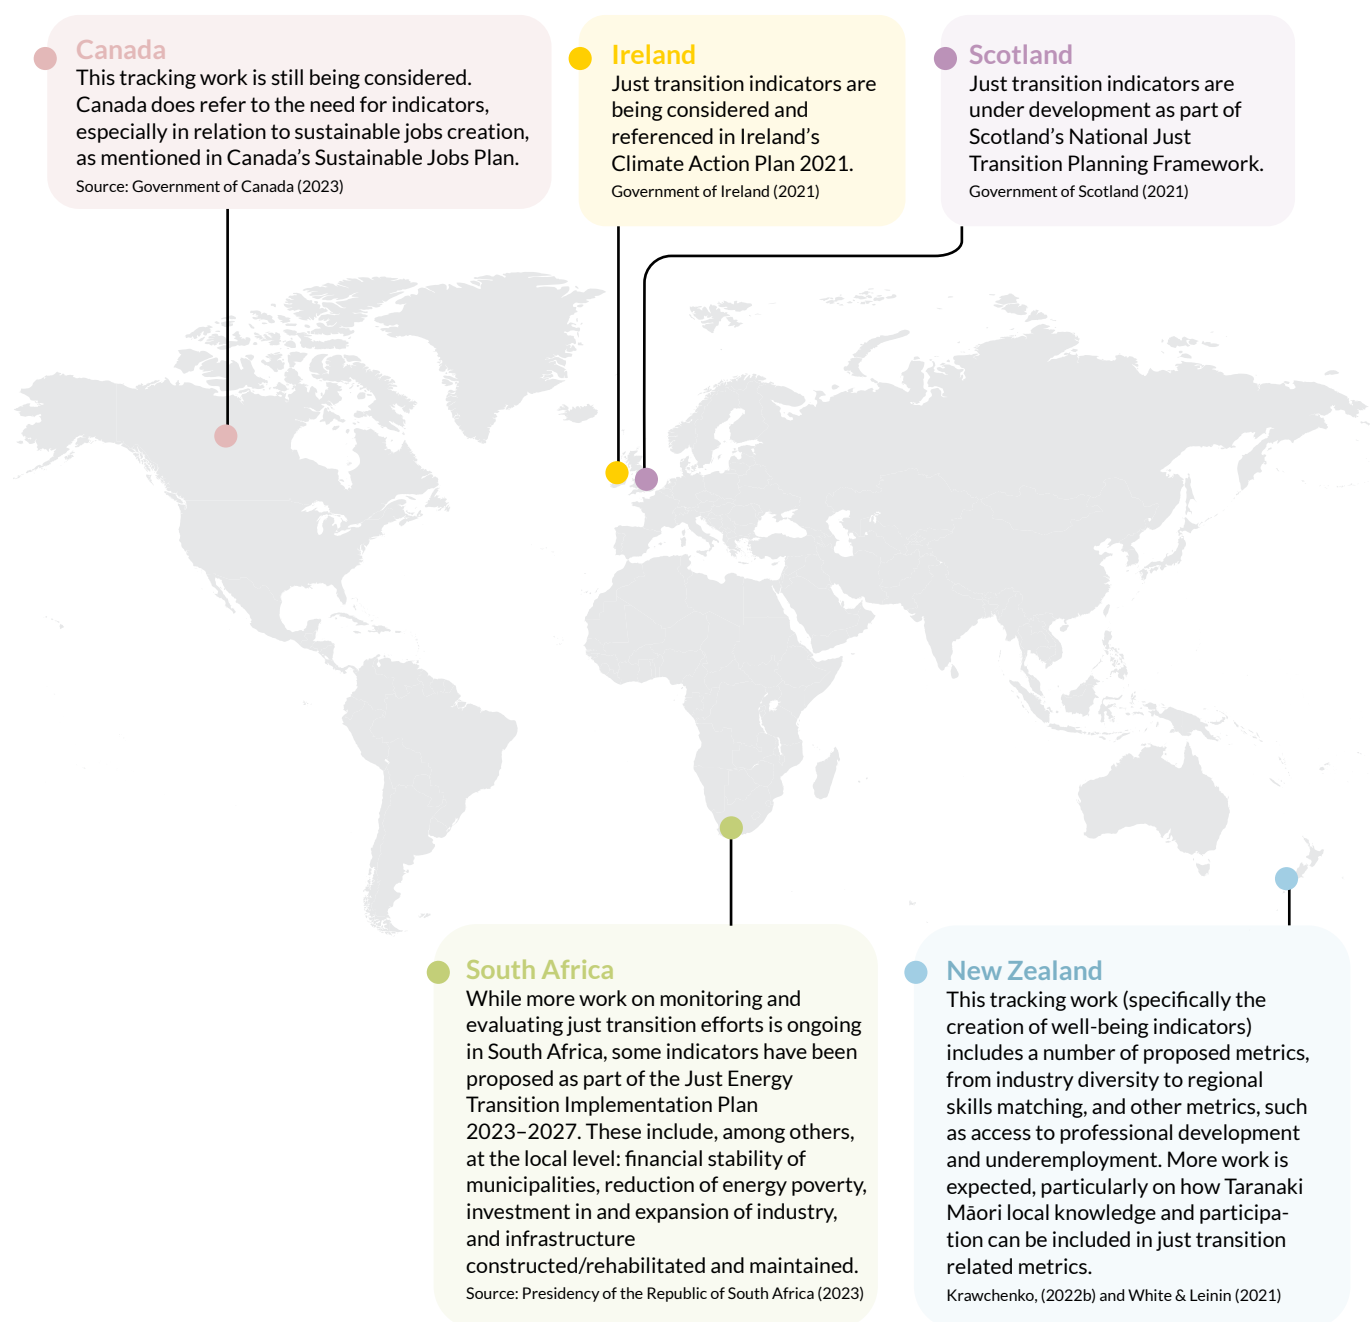 Canada
This tracking work is still being considered.
Canada does refer to the need for indicators,
especially in relation to sustainable jobs creation,
as mentioned in Canada’s Sustainable Jobs Plan.
Source: Government of Canada (2023)
Ireland
Just transition indicators are
being considered and
referenced in Ireland’s
Climate Action Plan 2021.
Government of Ireland (2021)
Scotland
Just transition indicators are
under development as part of
Scotland’s National Just
Transition Planning Framework.
Government of Scotland (2021)
South Africa
While more work on monitoring and
evaluating just transition efforts is ongoing
in South Africa, some indicators have been
proposed as part of the Just Energy
Transition Implementation Plan
2023–2027. These include, among others,
at the local level: financial stability of
municipalities, reduction of energy poverty,
investment in and expansion of industry,
and infrastructure
constructed/rehabilitated and maintained.
Source: Presidency of the Republic of South Africa (2023)
New Zealand
This tracking work (specifically the
creation of well-being indicators)
includes a number of proposed metrics,
from industry diversity to regional
skills matching, and other metrics, such
as access to professional development
and underemployment. More work is
expected, particularly on how Taranaki
Māori local knowledge and participa-
tion can be included in just transition
related metrics.
Krawchenko, (2022b) and White & Leinin (2021)